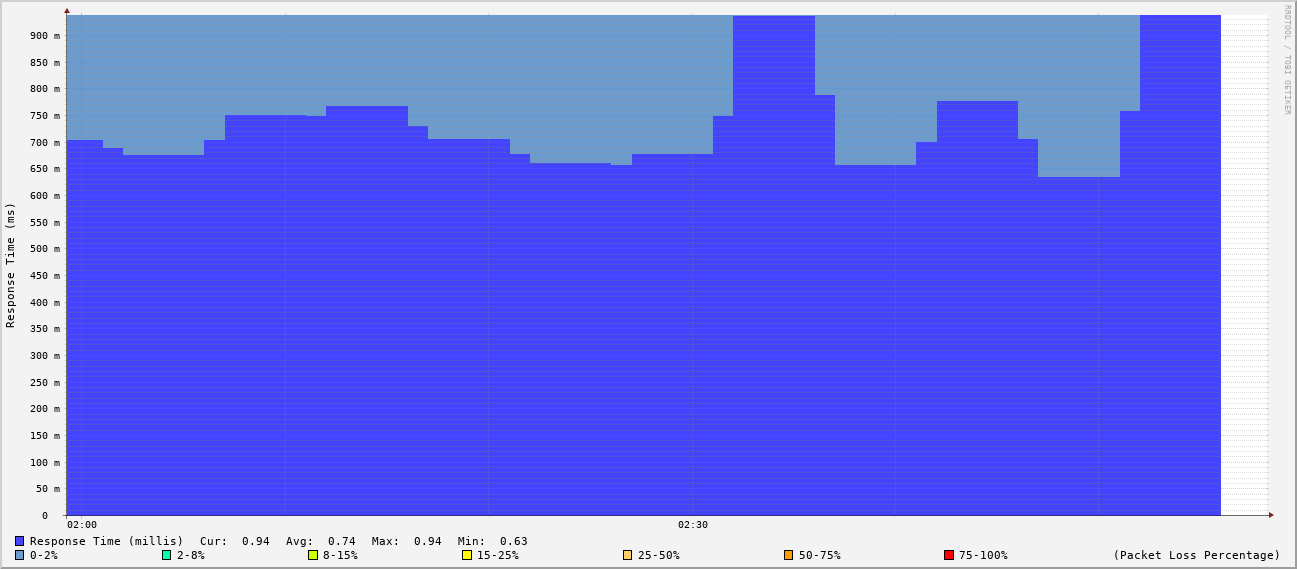 RRDTOOL / TOBI OETIKER
Response Time (ms)
900 m
850 m
800 m
750 m
700 m
650 m
600 m
550 m
500 m
450 m
400 m
350 m
300 m
250 m
200 m
150 m
100 m
50 m
0
02:00 02:30
Response Time (millis) Cur: 0.94 Avg: 0.74 Max: 0.94 Min: 0.63
0-2% 2-8% 8-15% 15-25% 25-50% 50-75% 75-100% (Packet Loss Percentage)